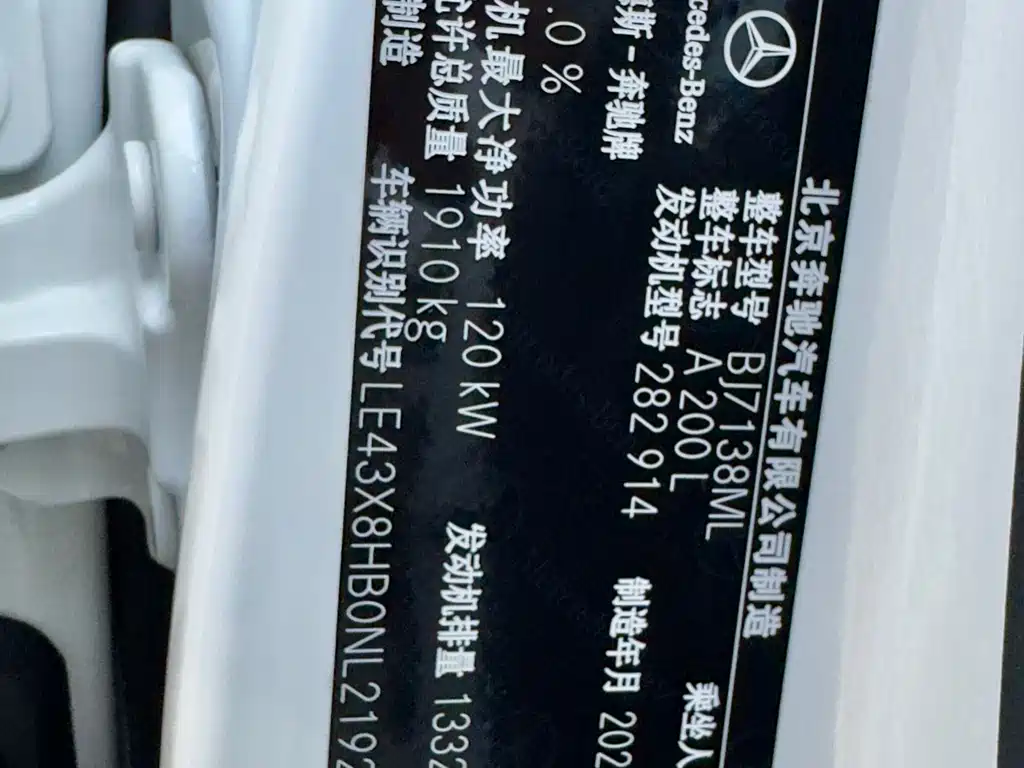 北京奔驰汽车有限公司制造
Mercedes-Benz
整车型号 BJ7138ML
整车标志 A 200 L 乘坐人
斯-奔驰牌 发动机型号 282 914 制造年月 202
.0 %
机最大净功率 120 kW 发动机排量 1332
许总质量 1910 kg
制造 车辆识别代号 LE43X8HB0NL2192